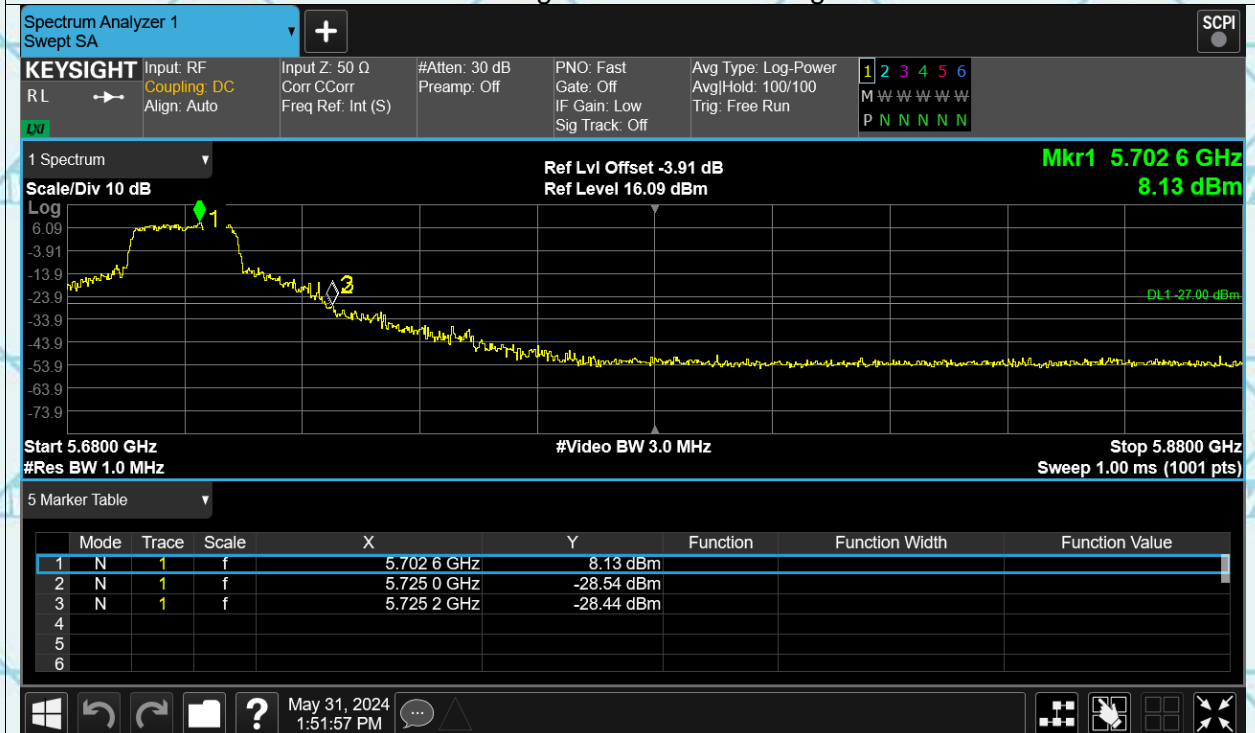 Spectrum Analyzer 1
Swept SA
+
SCPI
KEYSIGHT
R L
LXI
Input: RF
Coupling: DC
Align: Auto
Input Z: 50 Ω
Corr CCorr
Freq Ref: Int (S)
#Atten: 30 dB
Preamp: Off
PNO: Fast
Gate: Off
IF Gain: Low
Sig Track: Off
Avg Type: Log-Power
Avg|Hold: 100/100
Trig: Free Run
1 2 3 4 5 6
M W W W W W
P N N N N N
1 Spectrum
Scale/Div 10 dB
Ref Lvl Offset -3.91 dB
Ref Level 16.09 dBm
Mkr1 5.702 6 GHz
8.13 dBm
Log
6.09
-3.91
-13.9
-23.9
-33.9
-43.9
-53.9
-63.9
-73.9
1
3
DL1 -27.00 dBm
Start 5.6800 GHz
#Res BW 1.0 MHz
#Video BW 3.0 MHz
Stop 5.8800 GHz
Sweep 1.00 ms (1001 pts)
5 Marker Table
Mode Trace Scale X Y Function Function Width Function Value
1 N 1 f 5.702 6 GHz 8.13 dBm
2 N 1 f 5.725 0 GHz -28.54 dBm
3 N 1 f 5.725 2 GHz -28.44 dBm
4
5
6
?
May 31, 2024
1:51:57 PM